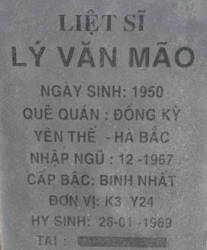 LIỆT SĨ
LÝ VĂN MÃO
NGÀY SINH: 1950
QUÊ QUÁN : ĐỒNG KỲ
YÊN THẾ - HÀ BẮC
NHẬP NGŨ : 12 -1967
CẤP BẬC: BINH NHẤT
ĐƠN VỊ: K3 Y24
HY SINH: 26-01 -1969
TẠI :